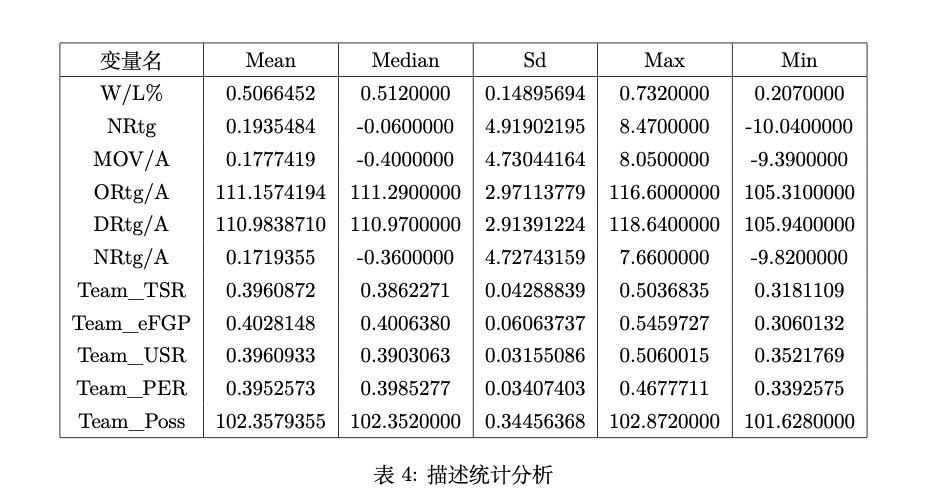 变量名 Mean Median Sd Max Min
W/L% 0.5066452 0.5120000 0.14895694 0.7320000 0.2070000
NRtg 0.1935484 -0.0600000 4.91902195 8.4700000 -10.0400000
MOV/A 0.1777419 -0.4000000 4.73044164 8.0500000 -9.3900000
ORtg/A 111.1574194 111.2900000 2.97113779 116.6000000 105.3100000
DRtg/A 110.9838710 110.9700000 2.91391224 118.6400000 105.9400000
NRtg/A 0.1719355 -0.3600000 4.72743159 7.6600000 -9.8200000
Team_TSR 0.3960872 0.3862271 0.04288839 0.5036835 0.3181109
Team_eFGP 0.4028148 0.4006380 0.06063737 0.5459727 0.3060132
Team_USR 0.3960933 0.3903063 0.03155086 0.5060015 0.3521769
Team_PER 0.3952573 0.3985277 0.03407403 0.4677711 0.3392575
Team_Poss 102.3579355 102.3520000 0.34456368 102.8720000 101.6280000
表 4: 描述统计分析